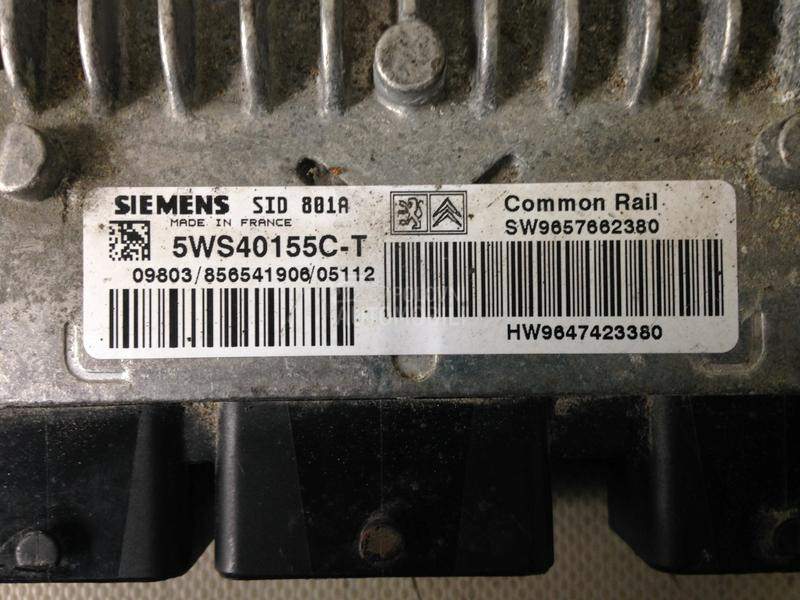 SIEMENS SID 801A
MADE IN FRANCE
5WS40155C-T
09803/856541906/05112
Common Rail
SW9657662380
HW9647423380